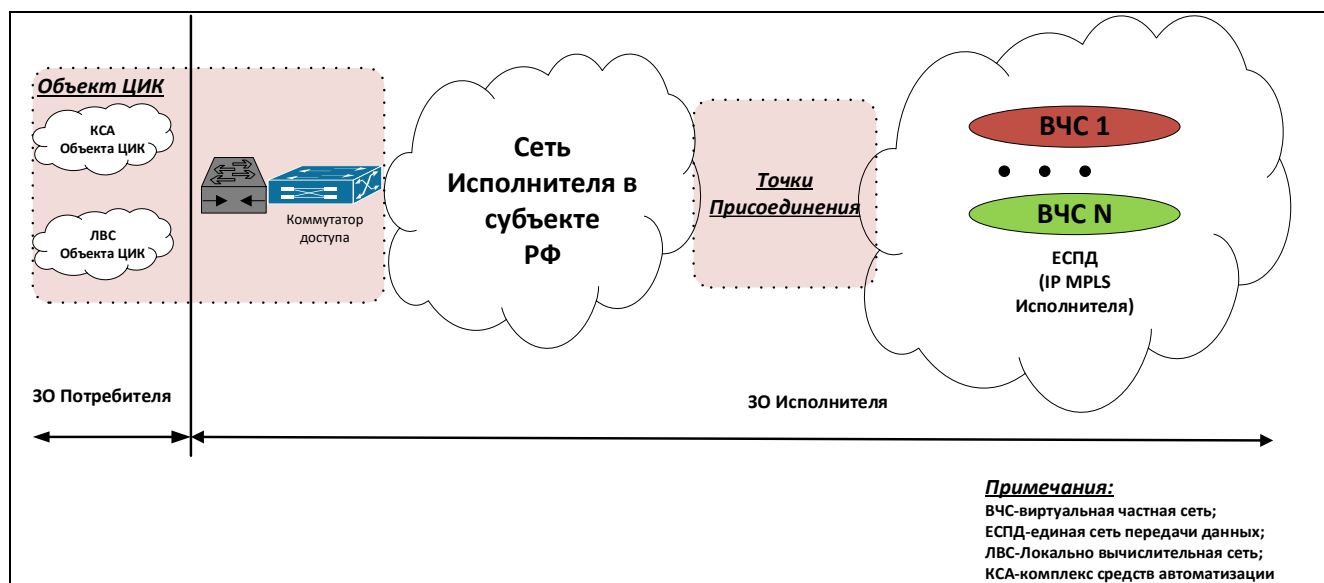 Объект ЦИК
КСА
Объекта ЦИК
ЛВС
Объекта ЦИК
Коммутатор
доступа
Сеть
Исполнителя в
субъекте
РФ
Точки
Присоединения
ВЧС 1
ВЧС N
ЕСПД
(IP MPLS
Исполнителя)
ЗО Потребителя
ЗО Исполнителя
Примечания:
ВЧС-виртуальная частная сеть;
ЕСПД-единая сеть передачи данных;
ЛВС-Локально вычислительная сеть;
КСА-комплекс средств автоматизации